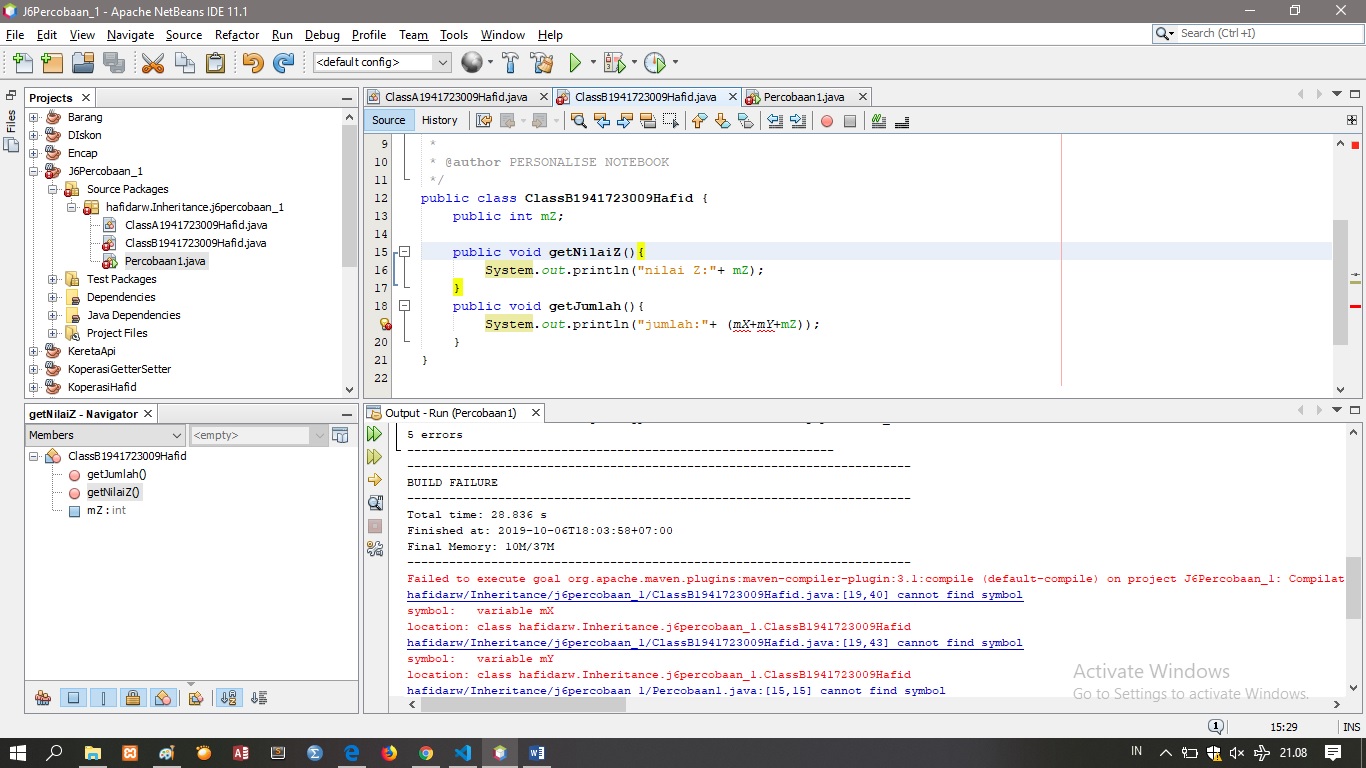 J6Percobaan_1 - Apache NetBeans IDE 11.1
File Edit View Navigate Source Refactor Run Debug Profile Team Tools Window Help
Search (Ctrl+I)
<default config>
Files
Projects
Barang
DIskon
Encap
J6Percobaan_1
Source Packages
hafidarw.Inheritance.j6percobaan_1
ClassA1941723009Hafid.java
ClassB1941723009Hafid.java
Percobaan1.java
Test Packages
Dependencies
Java Dependencies
Project Files
KeretaApi
KoperasiGetterSetter
KoperasiHafid
ClassA1941723009Hafid.java ClassB1941723009Hafid.java Percobaan1.java
Source History
9 *
10 * @author PERSONALISE NOTEBOOK
11 */
12 public class ClassB1941723009Hafid {
13 public int mZ;
14
15 public void getNilaiZ(){
16 System.out.println("nilai Z:"+ mZ);
17 }
18 public void getJumlah(){
System.out.println("jumlah:"+ (mX+mY+mZ));
20 }
21 }
22
getNilaiZ - Navigator
Members <empty>
ClassB1941723009Hafid
getJumlah()
getNilaiZ()
mZ : int
Output - Run (Percobaan1)
5 errors
------------------------------------------------------------
------------------------------------------------------------------------
BUILD FAILURE
------------------------------------------------------------------------
Total time: 28.836 s
Finished at: 2019-10-06T18:03:58+07:00
Final Memory: 10M/37M
------------------------------------------------------------------------
Failed to execute goal org.apache.maven.plugins:maven-compiler-plugin:3.1:compile (default-compile) on project J6Percobaan_1: Compilat
hafidarw/Inheritance/j6percobaan_1/ClassB1941723009Hafid.java:[19,40] cannot find symbol
symbol: variable mX
location: class hafidarw.Inheritance.j6percobaan_1.ClassB1941723009Hafid
hafidarw/Inheritance/j6percobaan_1/ClassB1941723009Hafid.java:[19,43] cannot find symbol
symbol: variable mY
location: class hafidarw.Inheritance.j6percobaan_1.ClassB1941723009Hafid
hafidarw/Inheritance/j6percobaan_1/Percobaan1.java:[15,15] cannot find symbol
Activate Windows
Go to Settings to activate Windows.
1 15:29 INS
IN 21.08